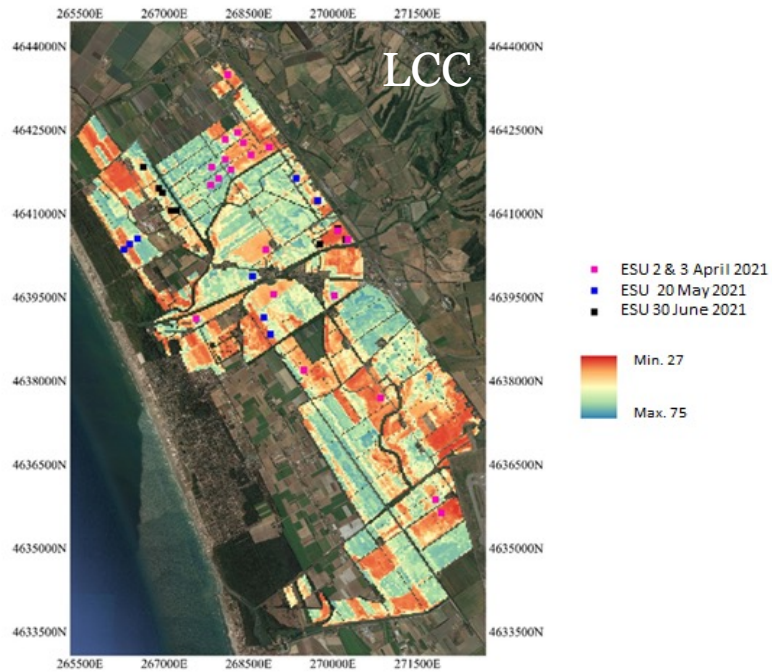 265500E 267000E 268500E 270000E 271500E
4644000N 4644000N
LCC
4642500N 4642500N
4641000N 4641000N
ESU 2 & 3 April 2021
ESU 20 May 2021
4639500N 4639500N
ESU 30 June 2021
Min. 27
4638000N 4638000N
Max. 75
4636500N 4636500N
4635000N 4635000N
4633500N 4633500N
265500E 267000E 268500E 270000E 271500E